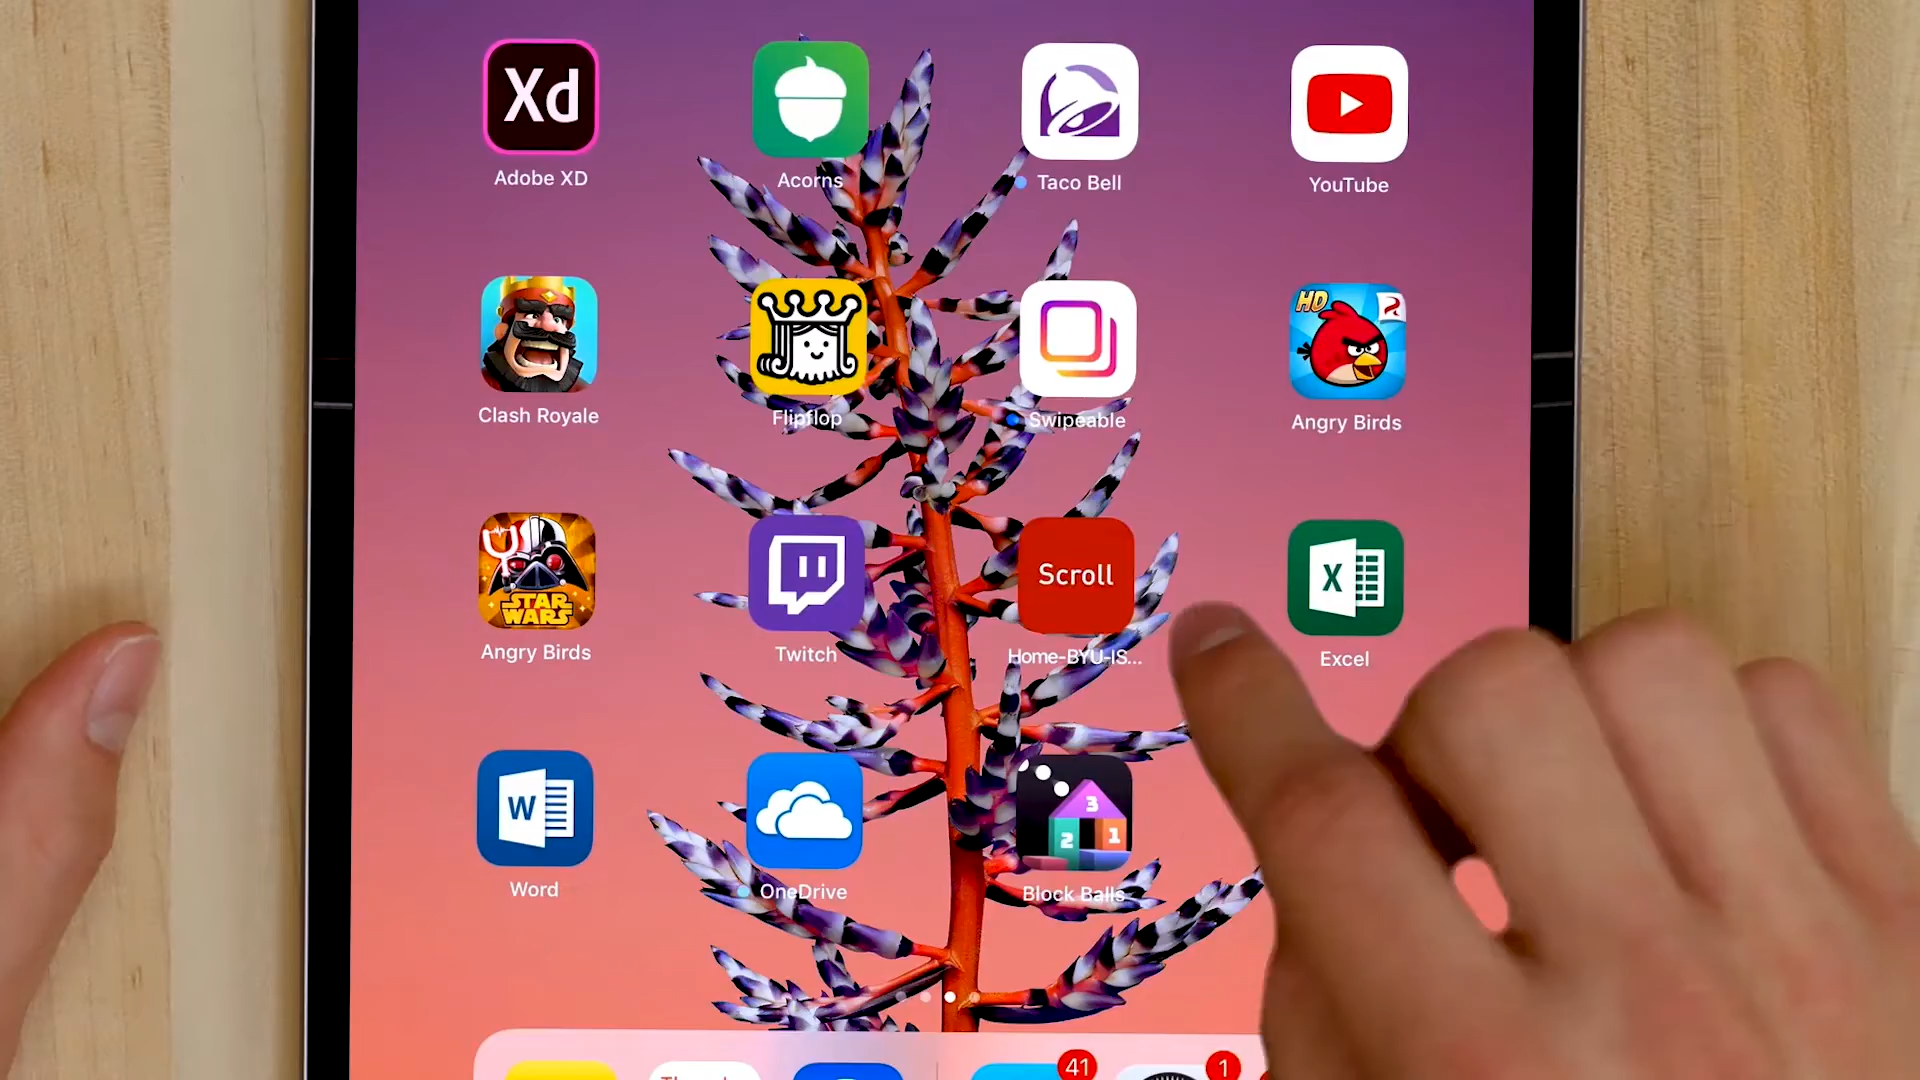 Xd
Adobe XD
Acorns
Taco Bell
YouTube
HD
Clash Royale
Flipflop
Swipeable
Angry Birds
STAR
WARS
Scroll
X
Angry Birds
Twitch
Home-BYU-IS...
Excel
W
3
2
1
Word
OneDrive
Block Balls
41
1